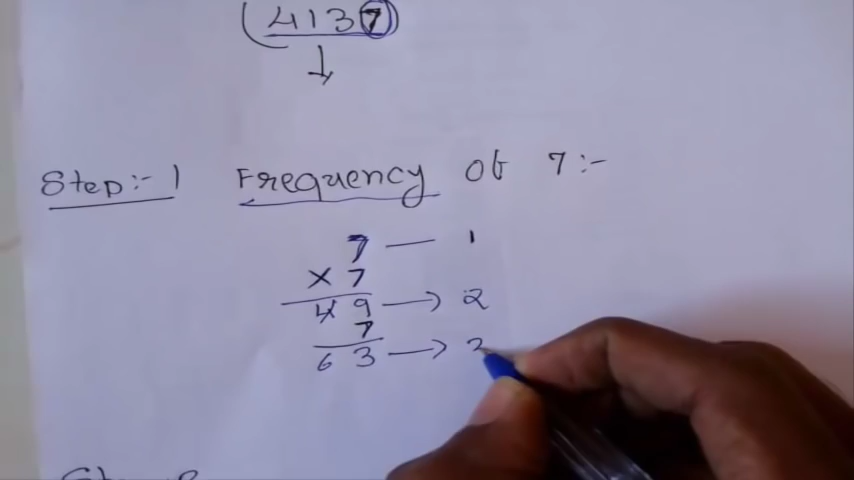 (4137)
Step:- 1 Frequency of 7:-
7 — 1
× 7
49 → 2
7
63 → 3